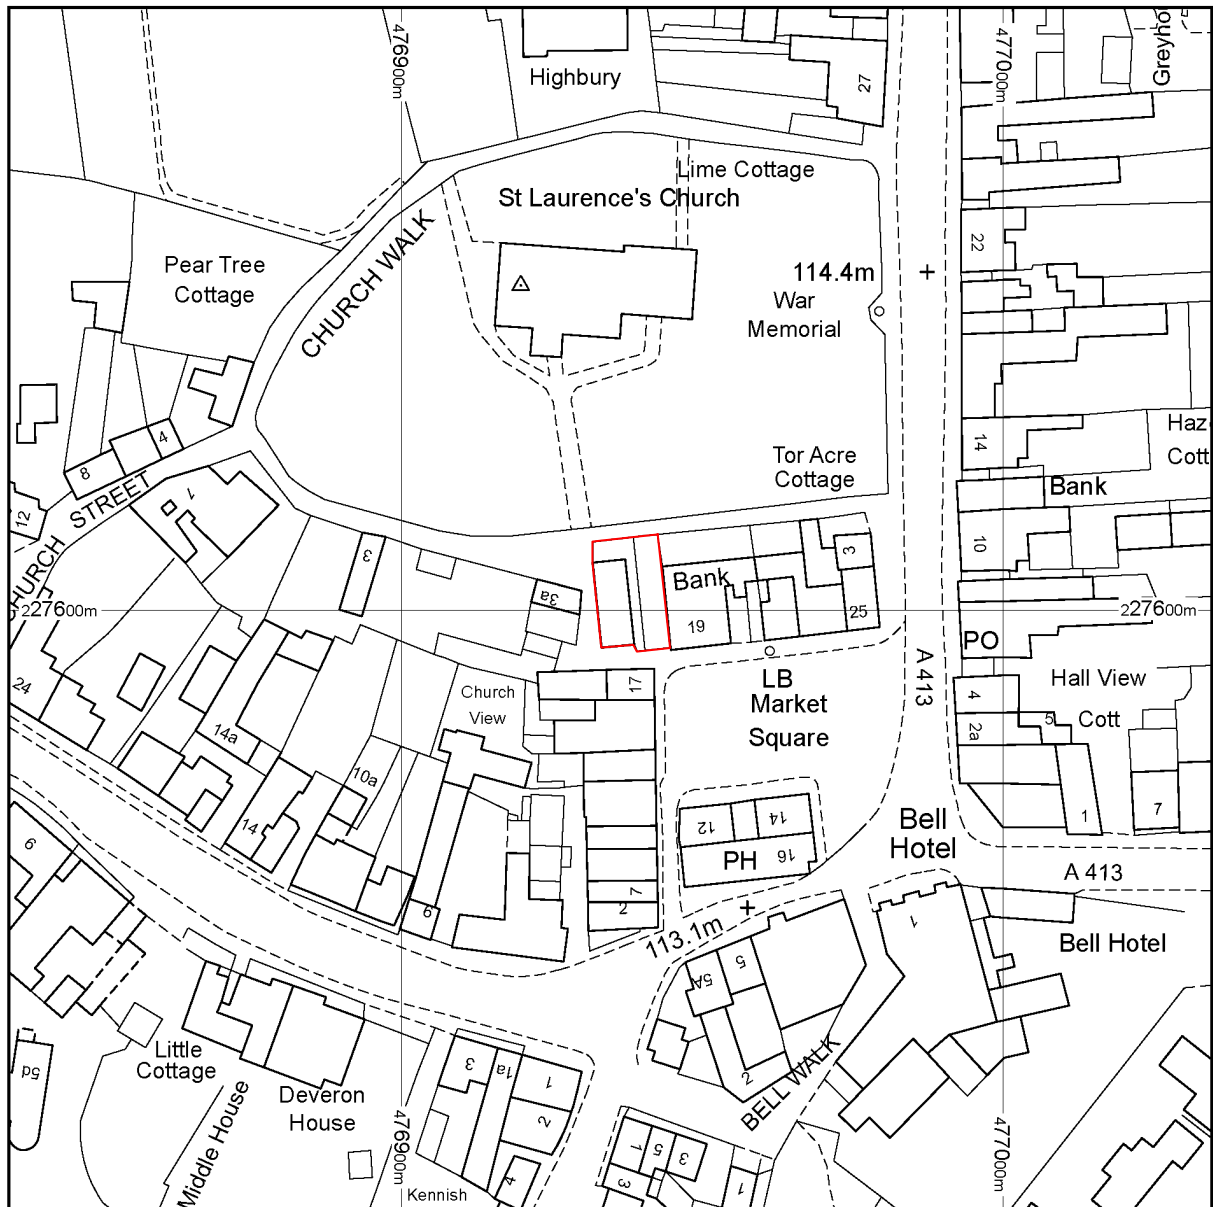 476900m
477000m
Greyho
Highbury
27
Lime Cottage
St Laurence's Church
CHURCH WALK
22
Pear Tree
Cottage
114.4m
War
Memorial
14
Haz
Cott
Tor Acre
Cottage
4
8
Bank
1
CHURCH STREET
12
10
3
3
3a
Bank
227600m
227600m
19
25
PO
LB
Market
Square
A 413
4
2a
5
Hall View
Cott
17
Church
View
24
14a
10a
14
12
14
16
PH
Bell
Hotel
1
7
A 413
9
6
7
2
113.1m
1
Bell Hotel
5A
5
2
BELL WALK
5d
Little
Cottage
Middle House
Deveron
House
3
1a
1
2
4
476900m
Kennish
1
5
3
3
1
477000m